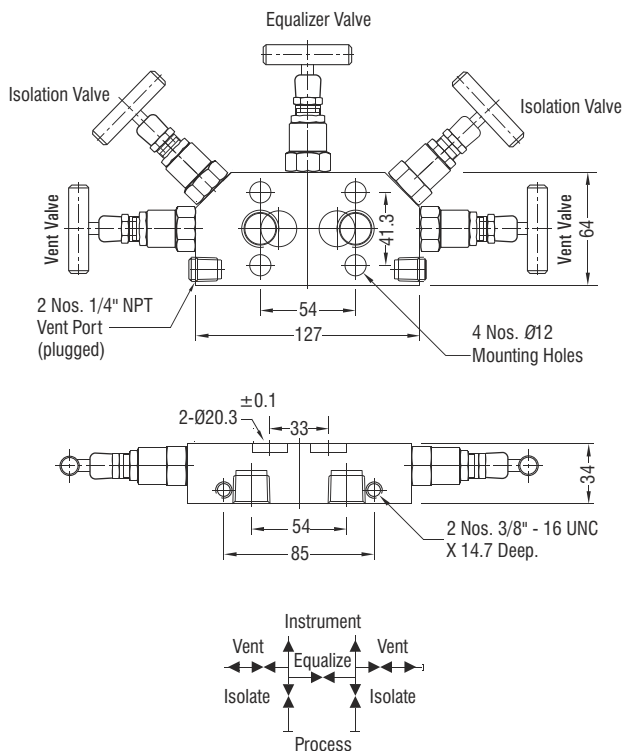 Equalizer Valve
Isolation Valve
Isolation Valve
Vent Valve
41.3
64
Vent Valve
2 Nos. 1/4" NPT
Vent Port
(plugged)
54
127
4 Nos. Ø12
Mounting Holes
±0.1
2-Ø20.3
33
34
54
85
2 Nos. 3/8" - 16 UNC
X 14.7 Deep.
Instrument
Vent
Vent
Equalize
Isolate
Isolate
Process